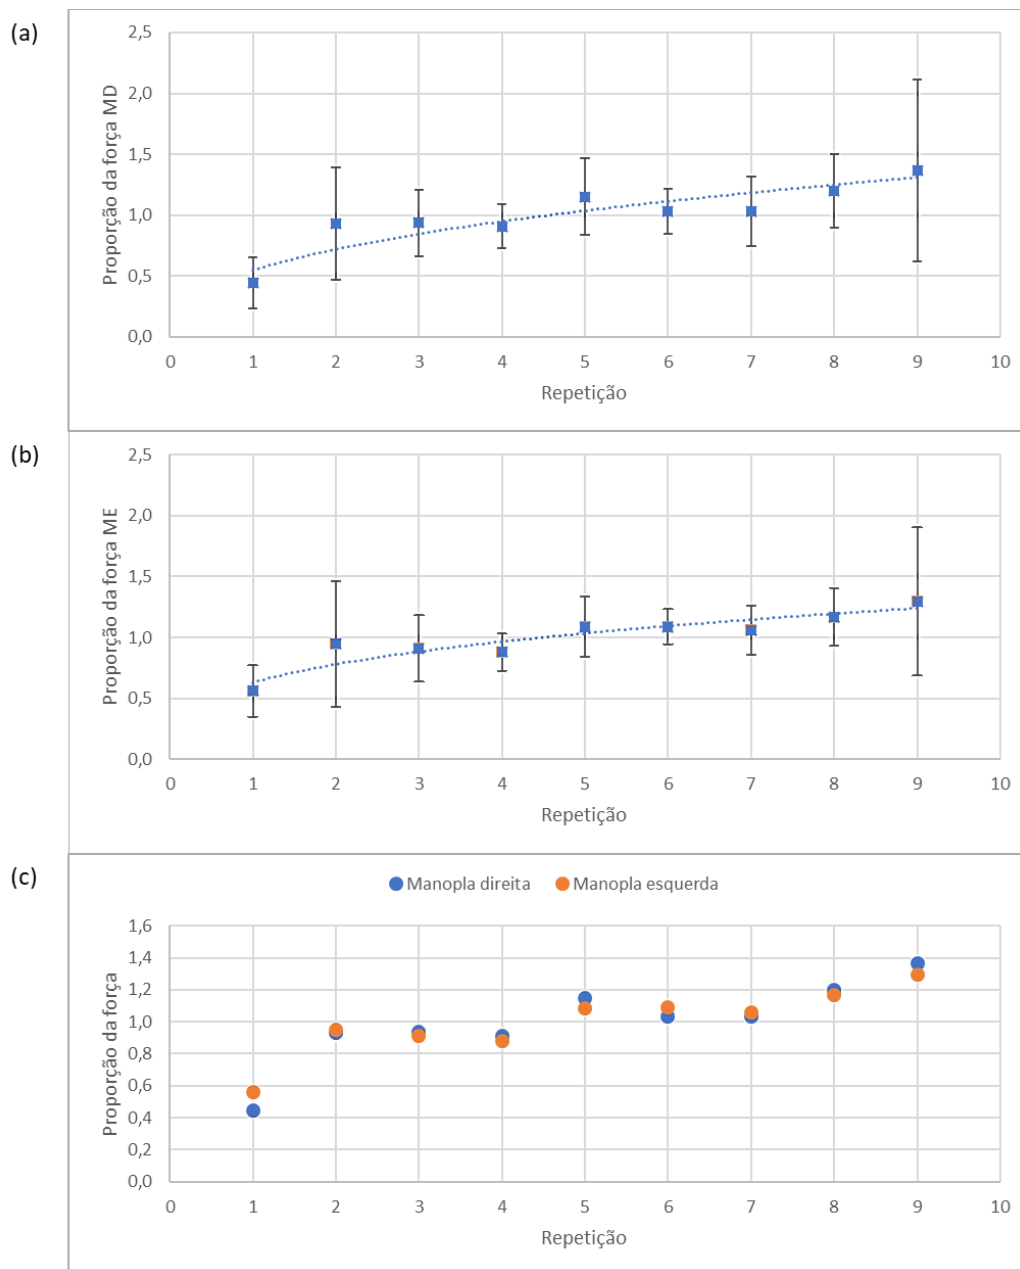 (a)
Proporção da força MD
2,5
2,0
1,5
1,0
0,5
0,0
0 1 2 3 4 5 6 7 8 9 10
Repetição
(b)
Proporção da força ME
2,5
2,0
1,5
1,0
0,5
0,0
0 1 2 3 4 5 6 7 8 9 10
Repetição
(c)
Manopla direita Manopla esquerda
Proporção da força
1,6
1,4
1,2
1,0
0,8
0,6
0,4
0,2
0,0
0 1 2 3 4 5 6 7 8 9 10
Repetição